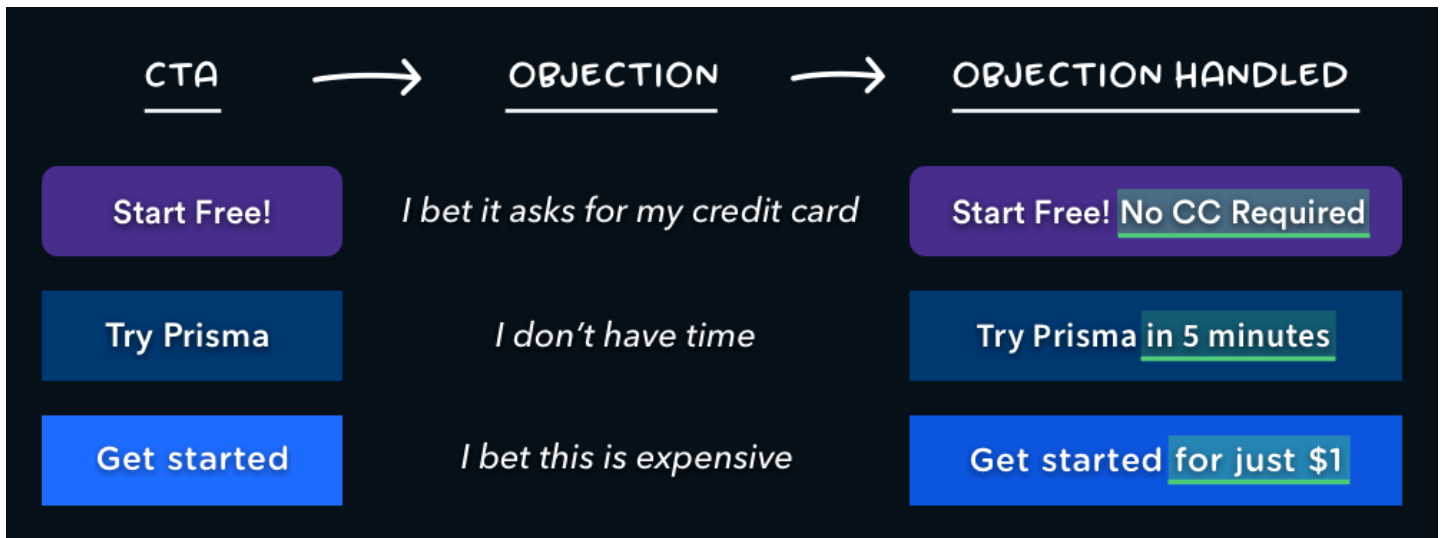 CTA → OBJECTION → OBJECTION HANDLED
Start Free! I bet it asks for my credit card Start Free! No CC Required
Try Prisma I don’t have time Try Prisma in 5 minutes
Get started I bet this is expensive Get started for just $1